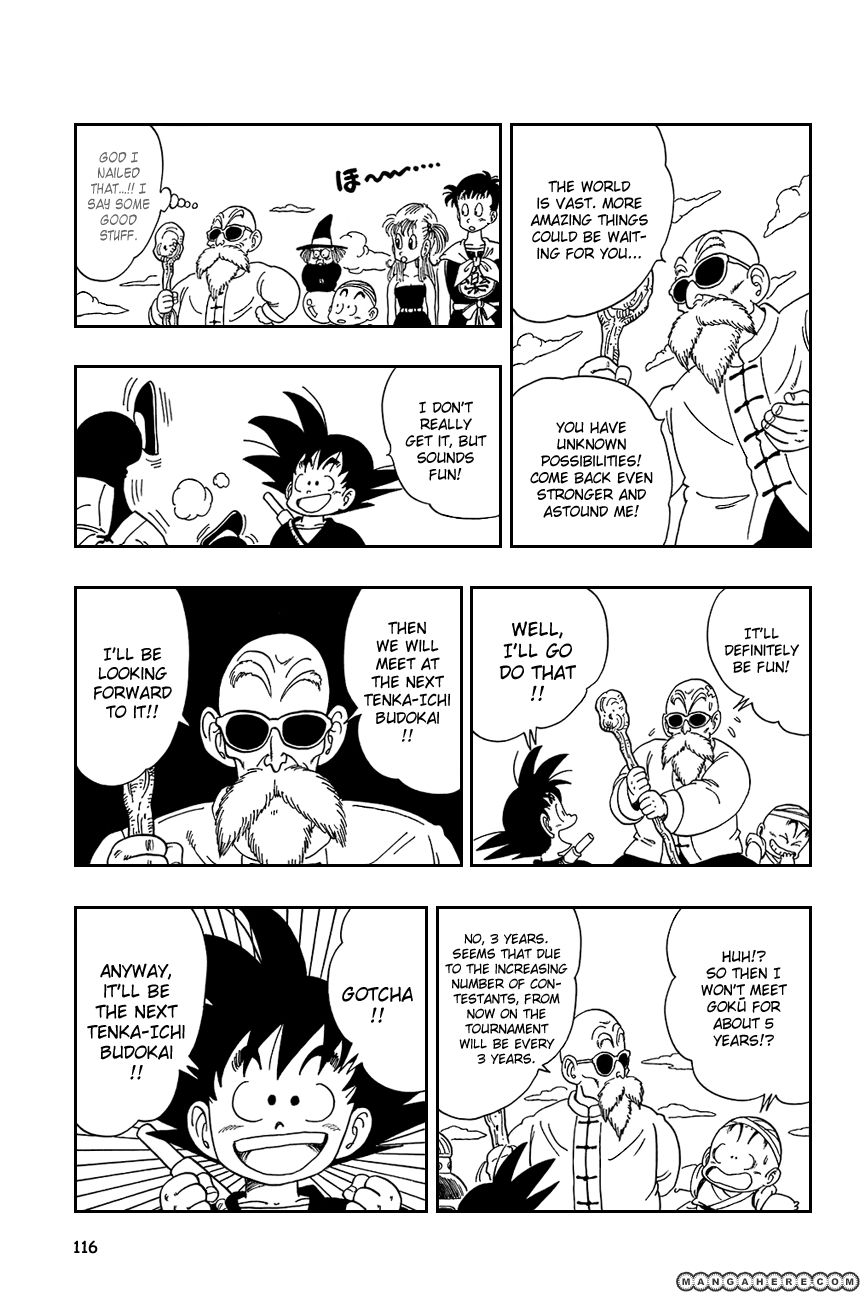 THE WORLD
IS VAST. MORE
AMAZING THINGS
COULD BE WAIT-
ING FOR YOU...
YOU HAVE
UNKNOWN
POSSIBILITIES!
COME BACK EVEN
STRONGER AND
ASTOUND ME!
ほ〜〜....
GOD I
NAILED
THAT...!! I
SAY SOME
GOOD
STUFF.
楽
I DON'T
REALLY
GET IT, BUT
SOUNDS
FUN!
IT'LL
DEFINITELY
BE FUN!
WELL,
I'LL GO
DO THAT
!!
THEN
WE WILL
MEET AT
THE NEXT
TENKA-ICHI
BUDOKAI
!!
I'LL BE
LOOKING
FORWARD
TO IT!!
HUH!?
SO THEN I
WON'T MEET
GOKŪ FOR
ABOUT 5
YEARS!?
NO, 3 YEARS.
SEEMS THAT DUE
TO THE INCREASING
NUMBER OF CON-
TESTANTS, FROM
NOW ON THE
TOURNAMENT
WILL BE EVERY
3 YEARS.
GOTCHA
!!
ANYWAY,
IT'LL BE
THE NEXT
TENKA-ICHI
BUDOKAI
!!
116
MANGAHERE.COM